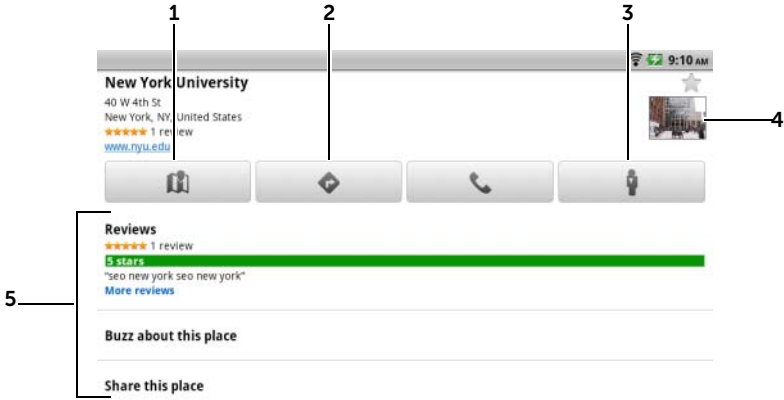 1 2 3
9:10 AM
New York University
40 W 4th St
New York, NY, United States
1 review
www.nyu.edu
4
Reviews
1 review
5 stars
"seo new york seo new york"
More reviews
5
Buzz about this place
Share this place